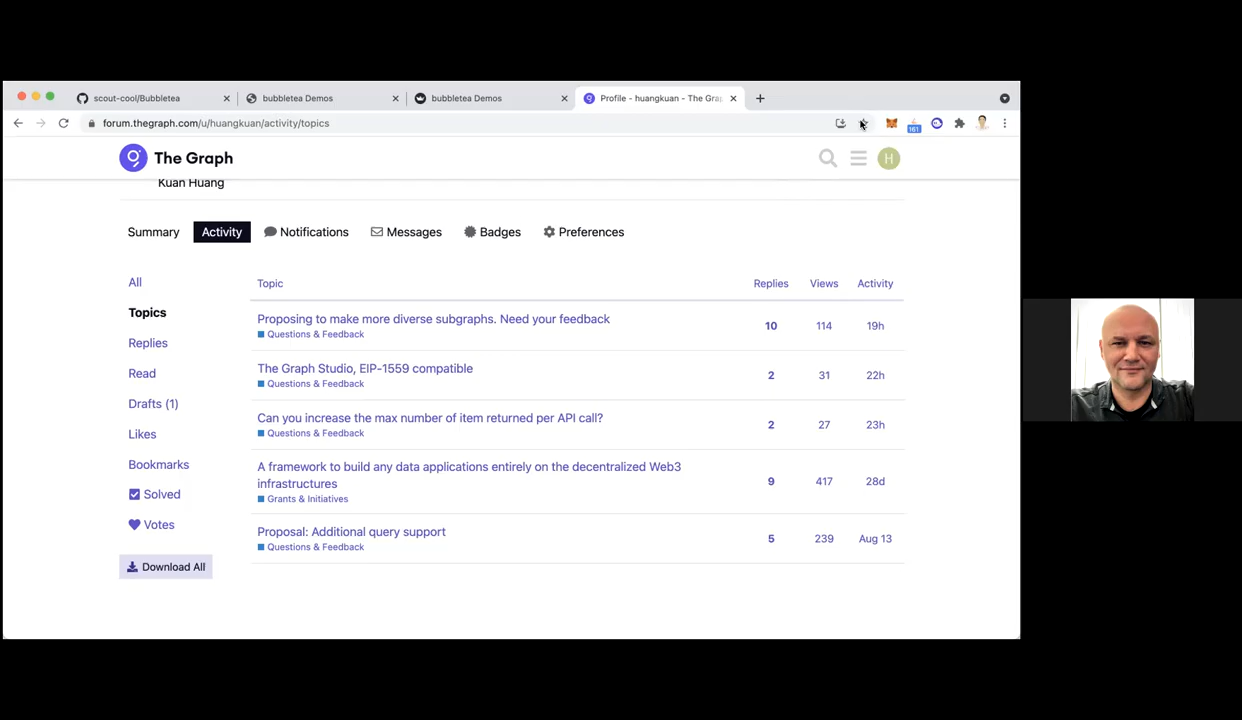 scout-cool/Bubbletea
bubbletea Demos
bubbletea Demos
Profile - huangkuan - The Gra
forum.thegraph.com/u/huangkuan/activity/topics
161
The Graph
H
Kuan Huang
Summary
Activity
Notifications
Messages
Badges
Preferences
All
Topics
Replies
Read
Drafts (1)
Likes
Bookmarks
Solved
Votes
Download All
Topic Replies Views Activity
Proposing to make more diverse subgraphs. Need your feedback
Questions & Feedback
10 114 19h
The Graph Studio, EIP-1559 compatible
Questions & Feedback
2 31 22h
Can you increase the max number of item returned per API call?
Questions & Feedback
2 27 23h
A framework to build any data applications entirely on the decentralized Web3
infrastructures
Grants & Initiatives
9 417 28d
Proposal: Additional query support
Questions & Feedback
5 239 Aug 13